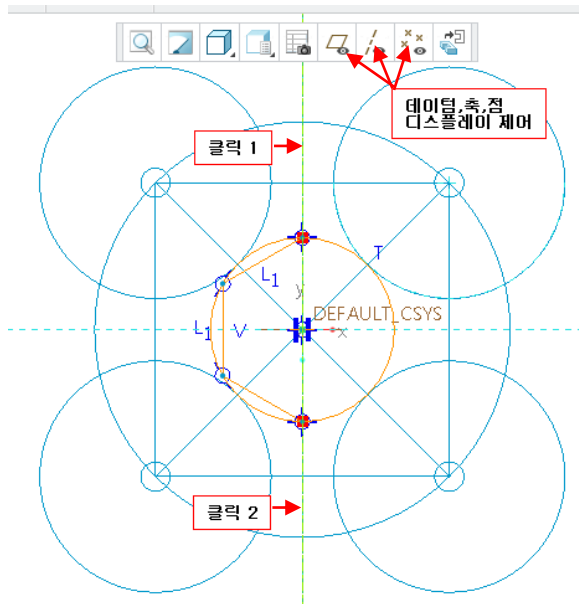 데이텀,축,점
디스플레이 제어
클릭 1
T
L1
y
DEFAULT_CSYS
L1
V
x
클릭 2